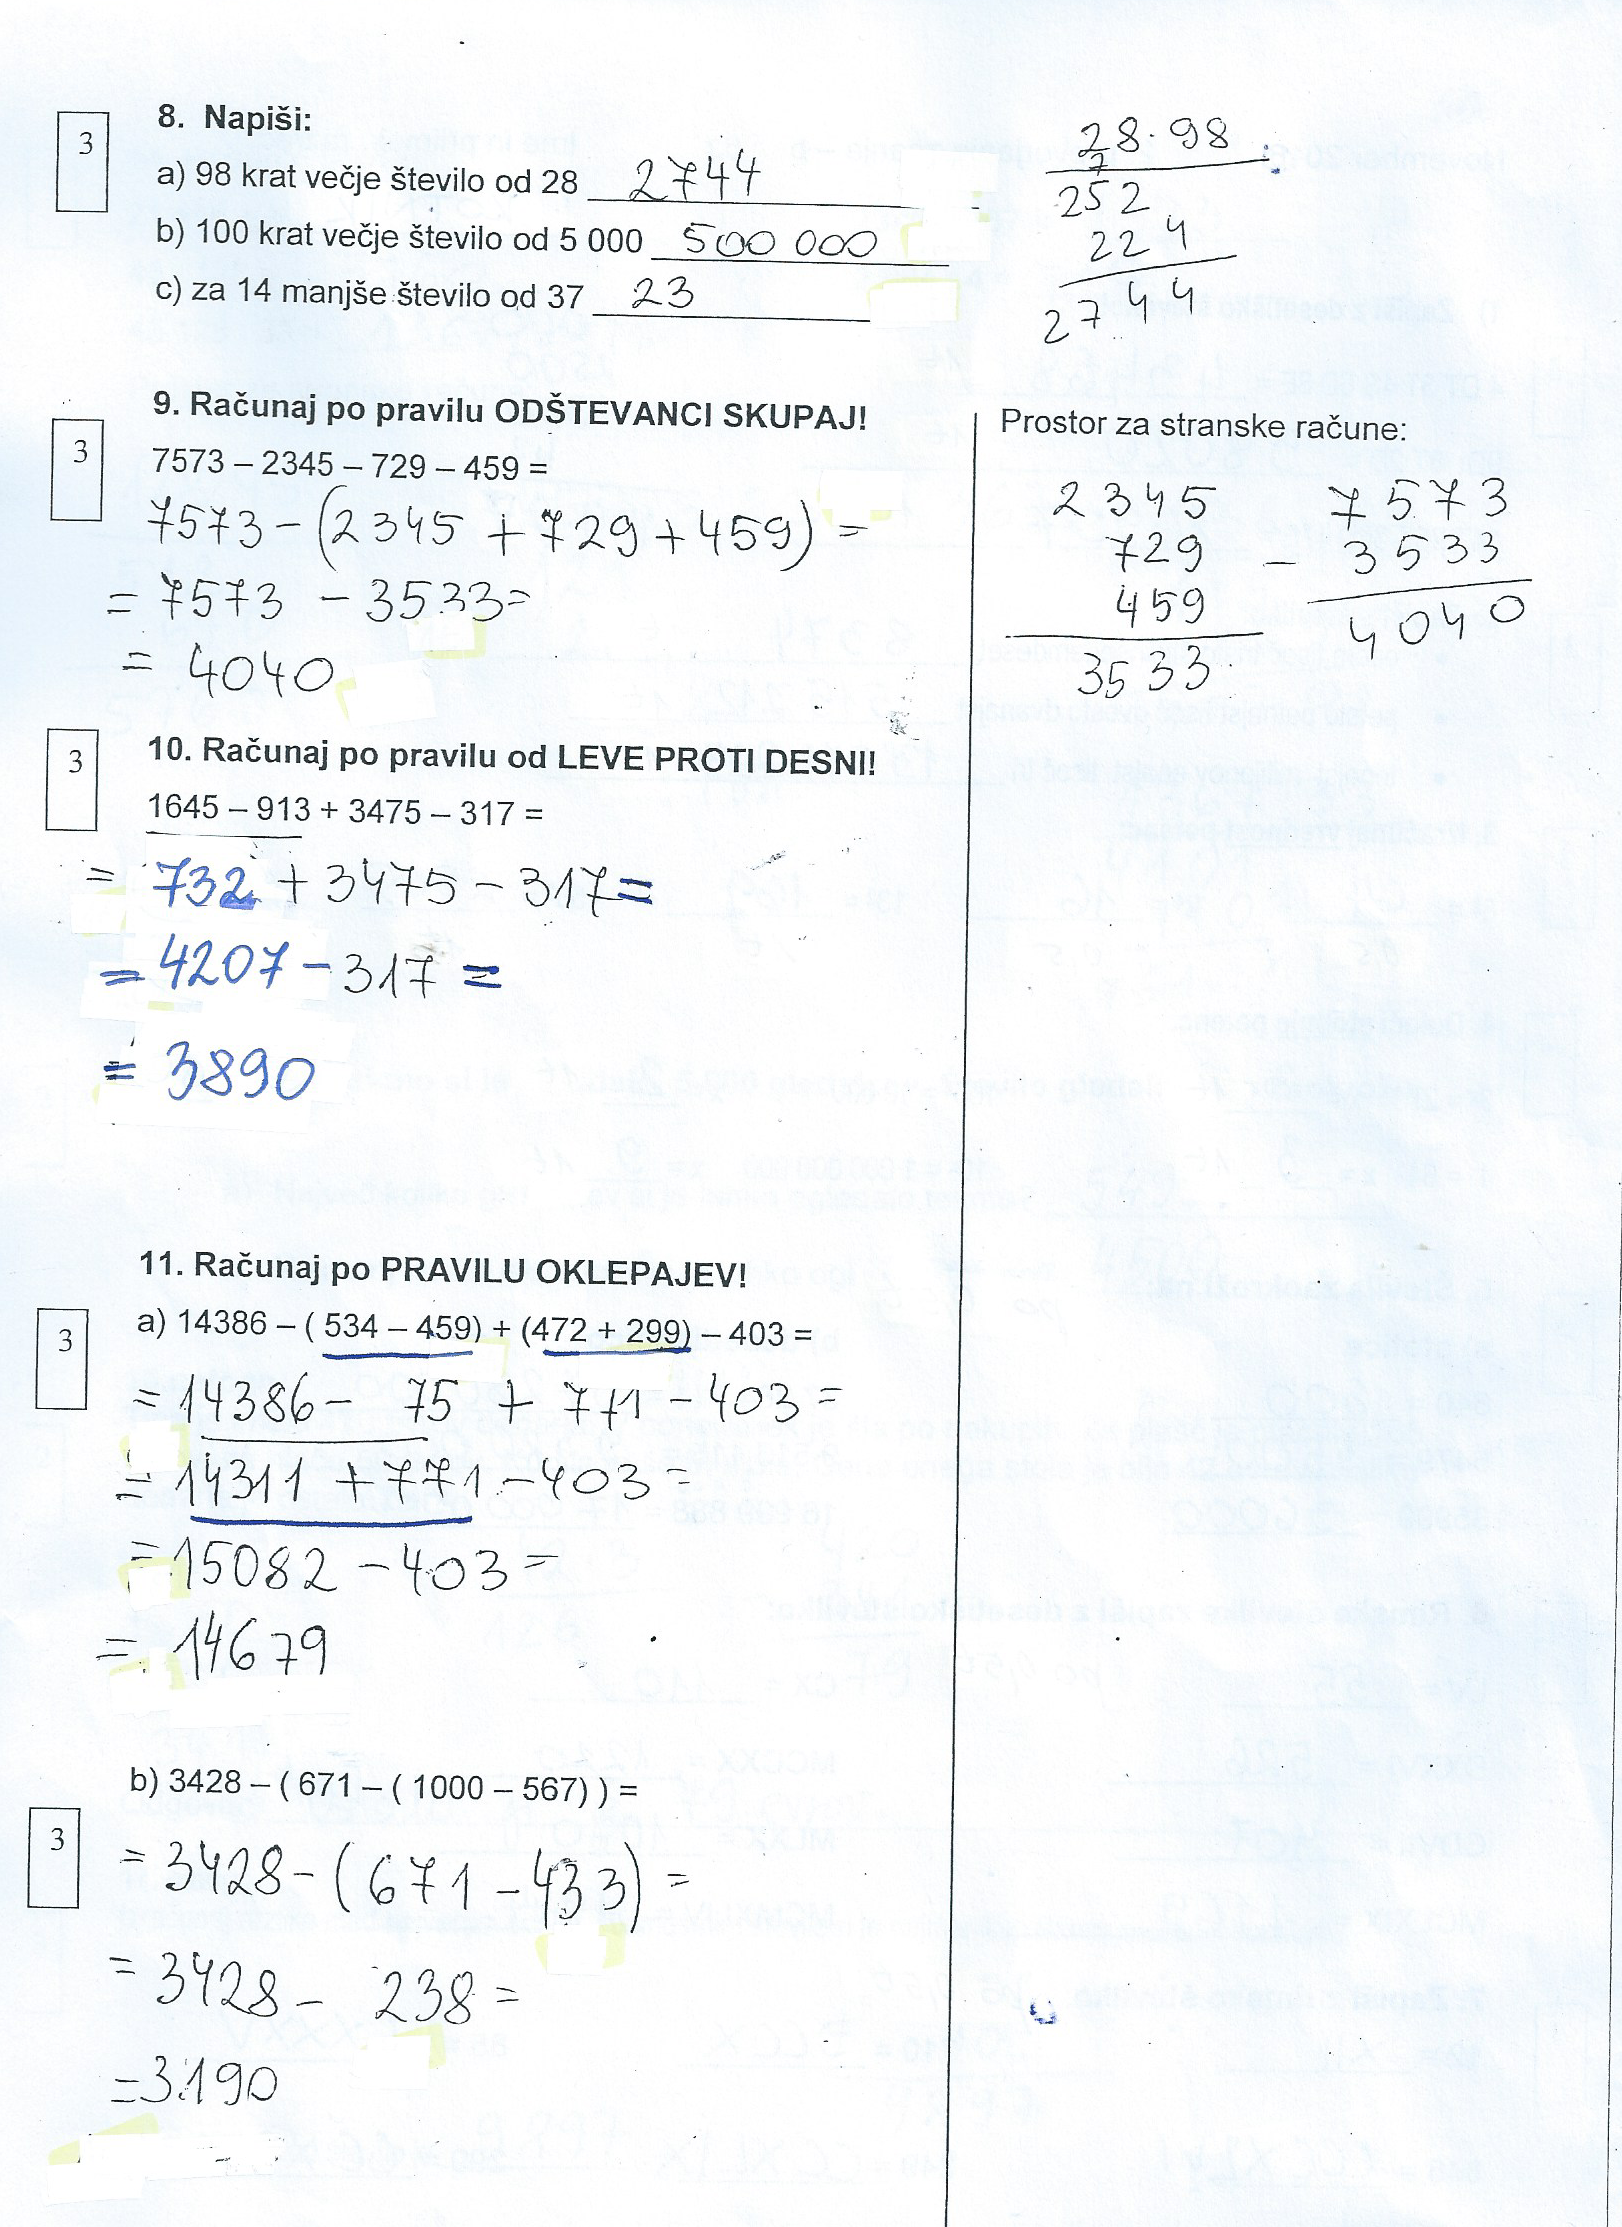 3
8. Napiši:
a) 98 krat večje število od 28 2744
b) 100 krat večje število od 5 000 500 000
c) za 14 manjše število od 37 23
28·98
252
224
2744
3
9. Računaj po pravilu ODŠTEVANCI SKUPAJ!
7573 – 2345 – 729 – 459 =
7573 – (2345 + 729 + 459) =
= 7573 – 3533 =
= 4040
Prostor za stranske račune:
2345
729
459
3533
7573
– 3533
4040
3
10. Računaj po pravilu od LEVE PROTI DESNI!
1645 – 913 + 3475 – 317 =
= 732 + 3475 – 317 =
= 4207 – 317 =
= 3890
11. Računaj po PRAVILU OKLEPAJEV!
3
a) 14386 – ( 534 – 459) + (472 + 299) – 403 =
= 14386 – 75 + 771 – 403 =
= 14311 + 771 – 403 =
= 15082 – 403 =
= 14679
b) 3428 – ( 671 – ( 1000 – 567) ) =
3
= 3428 – (671 – 433) =
= 3428 – 238 =
= 3190